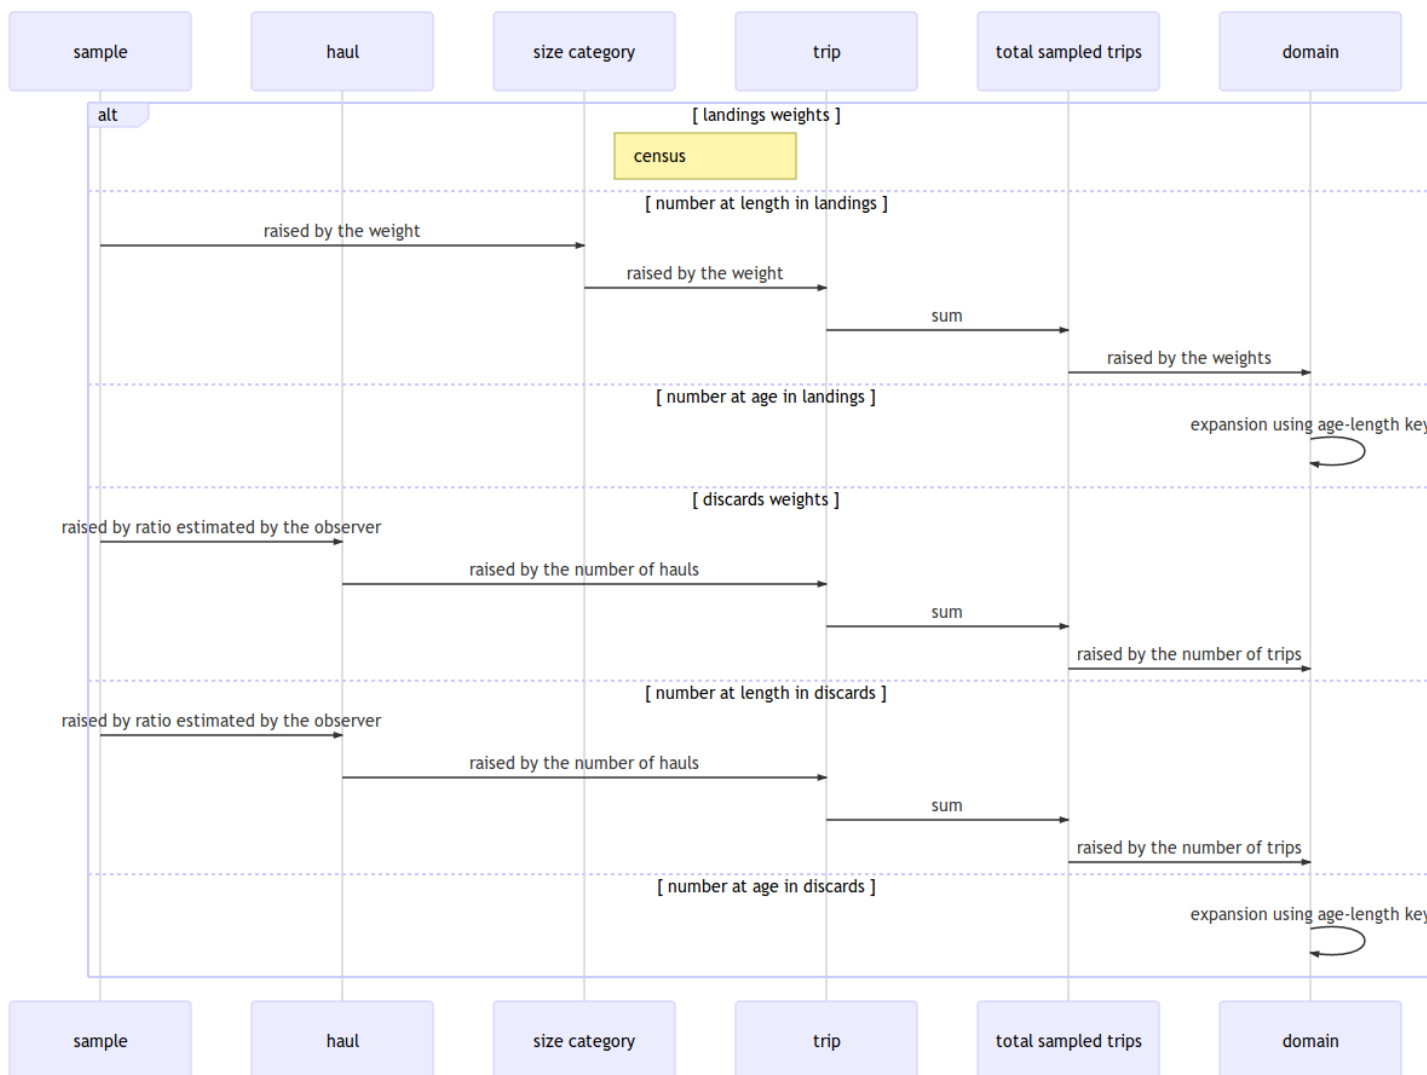 sample
haul
size category
trip
total sampled trips
domain
alt
[ landings weights ]
census
[ number at length in landings ]
raised by the weight
raised by the weight
sum
raised by the weights
[ number at age in landings ]
expansion using age-length key
[ discards weights ]
raised by ratio estimated by the observer
raised by the number of hauls
sum
raised by the number of trips
[ number at length in discards ]
raised by ratio estimated by the observer
raised by the number of hauls
sum
raised by the number of trips
[ number at age in discards ]
expansion using age-length key
sample
haul
size category
trip
total sampled trips
domain